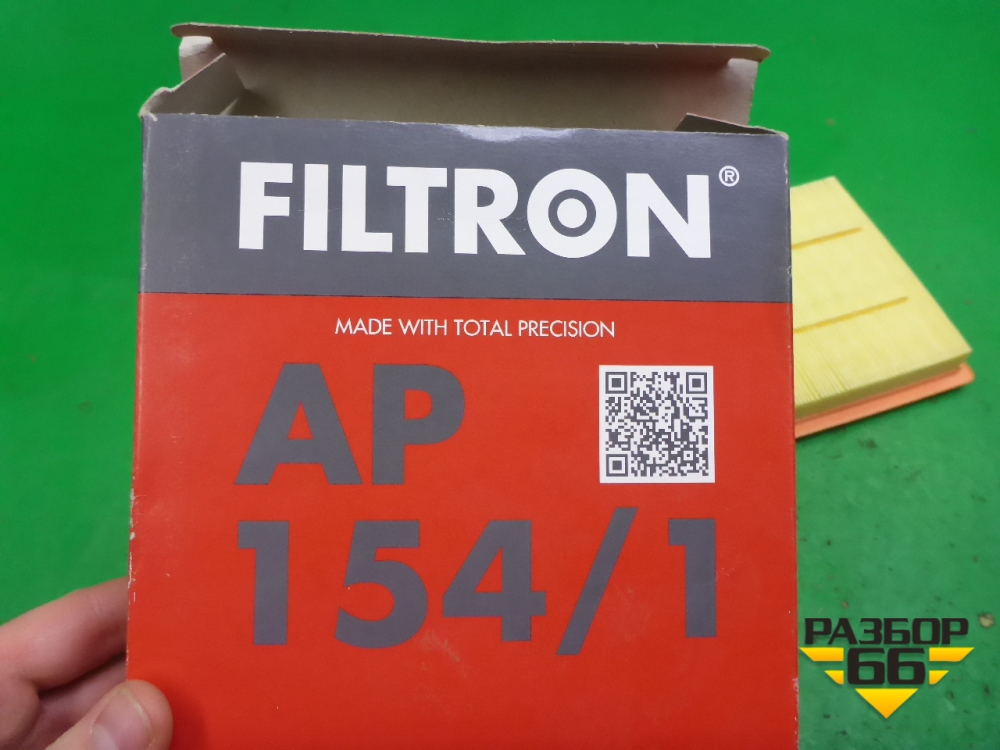 FILTRON®
MADE WITH TOTAL PRECISION
AP
154/1
РАЗБОР
66